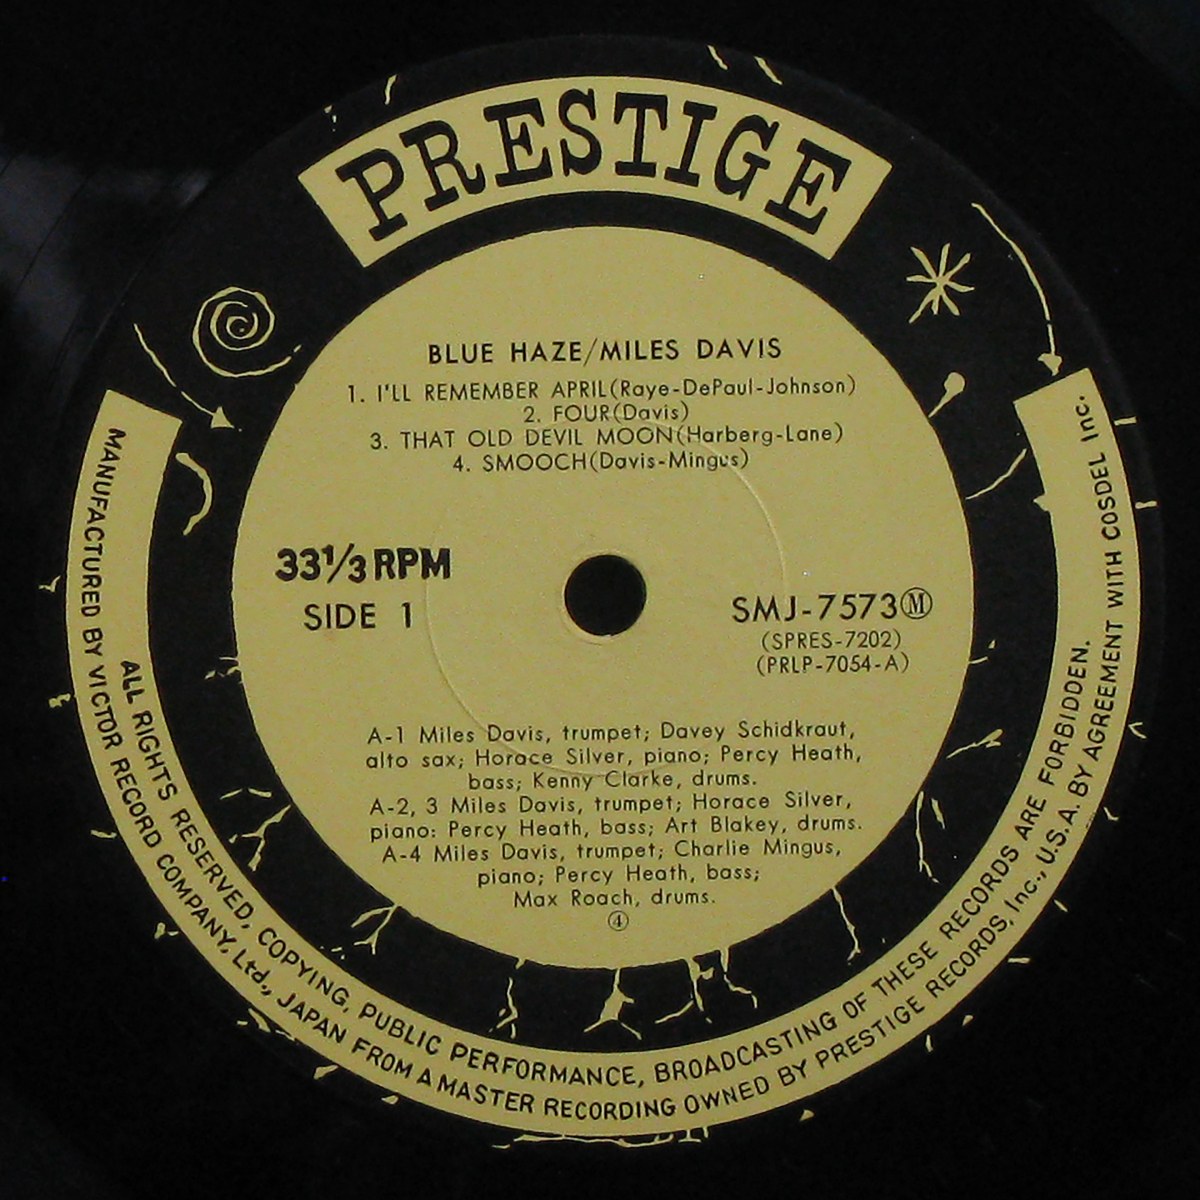 PRESTIGE
BLUE HAZE/MILES DAVIS
1. I'LL REMEMBER APRIL(Raye-DePaul-Johnson)
2. FOUR(Davis)
3. THAT OLD DEVIL MOON(Harberg-Lane)
4. SMOOCH(Davis-Mingus)
33 1/3 RPM
SIDE 1
SMJ-7573Ⓜ
(SPRES-7202)
(PRLP-7054-A)
A-1 Miles Davis, trumpet; Davey Schidkraut,
alto sax; Horace Silver, piano; Percy Heath,
bass; Kenny Clarke, drums.
A-2, 3 Miles Davis, trumpet; Horace Silver,
piano: Percy Heath, bass; Art Blakey, drums.
A-4 Miles Davis, trumpet; Charlie Mingus,
piano; Percy Heath, bass;
Max Roach, drums.
④
ALL RIGHTS RESERVED, COPYING, PUBLIC PERFORMANCE, BROADCASTING OF THESE RECORDS ARE FORBIDDEN.
MANUFACTURED BY VICTOR RECORD COMPANY, Ltd., JAPAN FROM A MASTER RECORDING OWNED BY PRESTIGE RECORDS, Inc., U.S.A. BY AGREEMENT WITH COSDEL Inc.